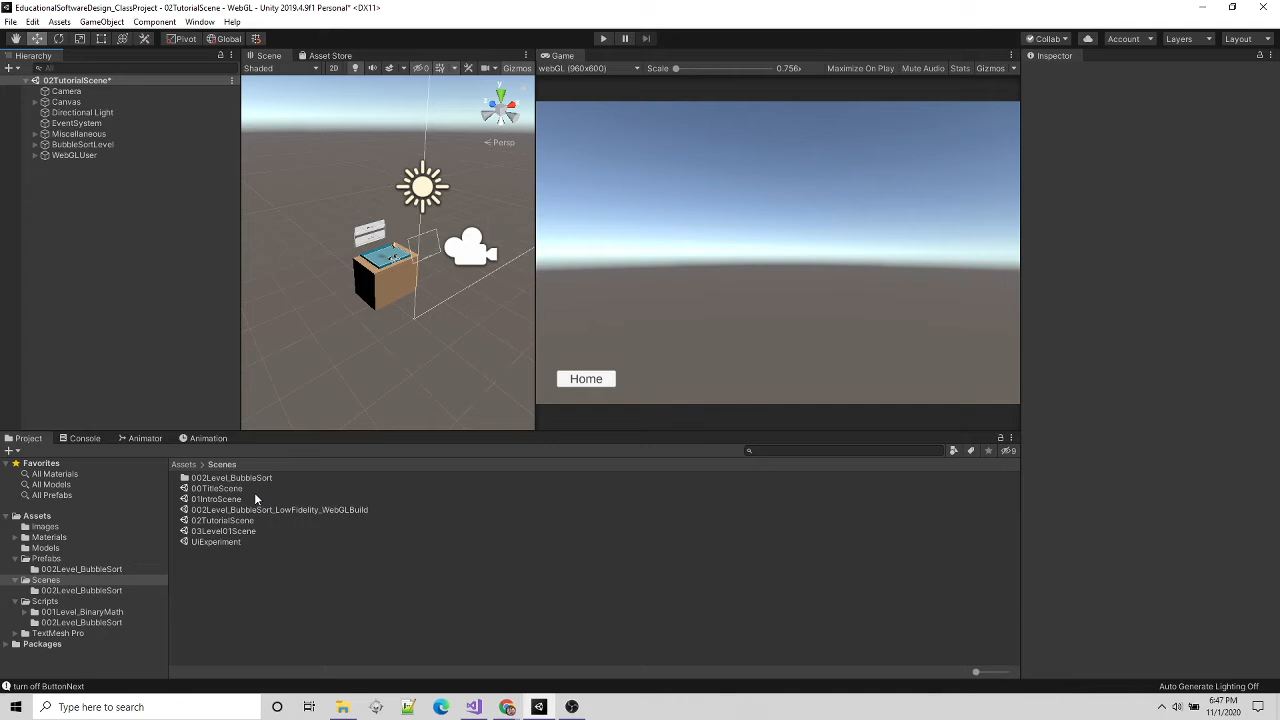 EducationalSoftwareDesign_ClassProject - 02TutorialScene - WebGL - Unity 2019.4.9f1 Personal* <DX11>
File Edit Assets GameObject Component Window Help
Pivot Global Collab Account Layers Layout
Hierarchy Scene Asset Store Game Inspector
All Shaded 2D 0 Gizmos webGL (960x600) Scale 0.756x Maximize On Play Mute Audio Stats Gizmos
02TutorialScene*
Camera
Canvas
Directional Light
EventSystem
Miscellaneous
BubbleSortLevel
WebGLUser
y
z x
Persp
Home
Project Console Animator Animation
9
Favorites
All Materials
All Models
All Prefabs
Assets
Images
Materials
Models
Prefabs
002Level_BubbleSort
Scenes
002Level_BubbleSort
Scripts
001Level_BinaryMath
002Level_BubbleSort
TextMesh Pro
Packages
Assets > Scenes
002Level_BubbleSort
00TitleScene
01IntroScene
002Level_BubbleSort_LowFidelity_WebGLBuild
02TutorialScene
03Level01Scene
UiExperiment
turn off ButtonNext
Auto Generate Lighting Off
Type here to search
6:47 PM
11/1/2020